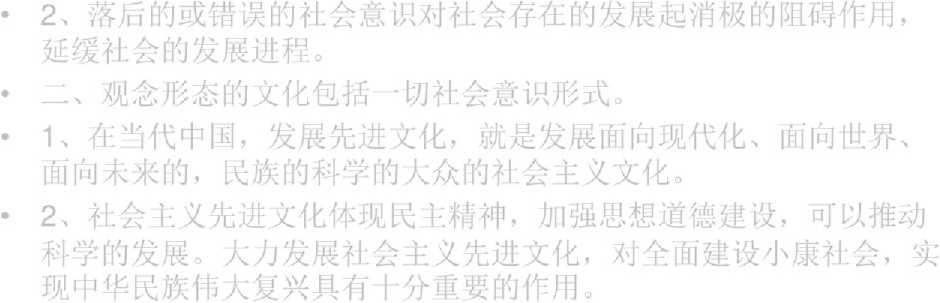 • 2、落后的或错误的社会意识对社会存在的发展起消极的阻碍作用，
延缓社会的发展进程。
• 二、观念形态的文化包括一切社会意识形式。
• 1、在当代中国，发展先进文化，就是发展面向现代化、面向世界、
面向未来的，民族的科学的大众的社会主义文化。
• 2、社会主义先进文化体现民主精神，加强思想道德建设，可以推动
科学的发展。大力发展社会主义先进文化，对全面建设小康社会，实
现中华民族伟大复兴具有十分重要的作用。